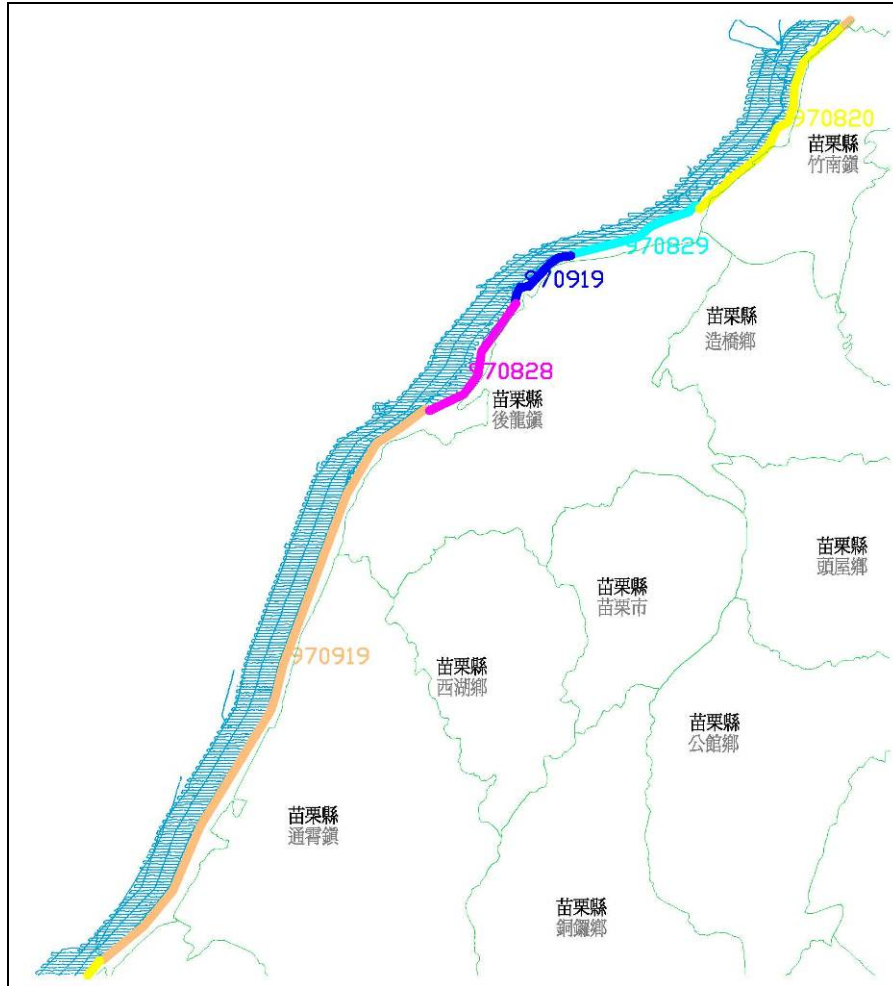 970820
苗栗縣
竹南鎮
970829
970919
苗栗縣
造橋鄉
970828
苗栗縣
後龍鎮
苗栗縣
頭屋鄉
苗栗縣
苗栗市
970919
苗栗縣
西湖鄉
苗栗縣
公館鄉
苗栗縣
通霄鎮
苗栗縣
銅鑼鄉